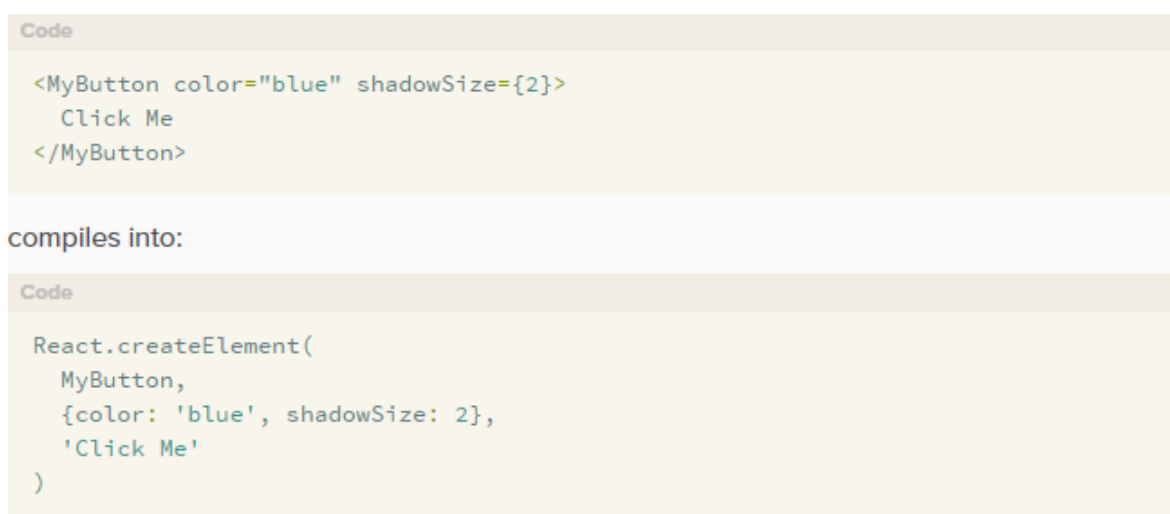 Code
<MyButton color="blue" shadowSize={2}>
  Click Me
</MyButton>
compiles into:
Code
React.createElement(
  MyButton,
  {color: 'blue', shadowSize: 2},
  'Click Me'
)